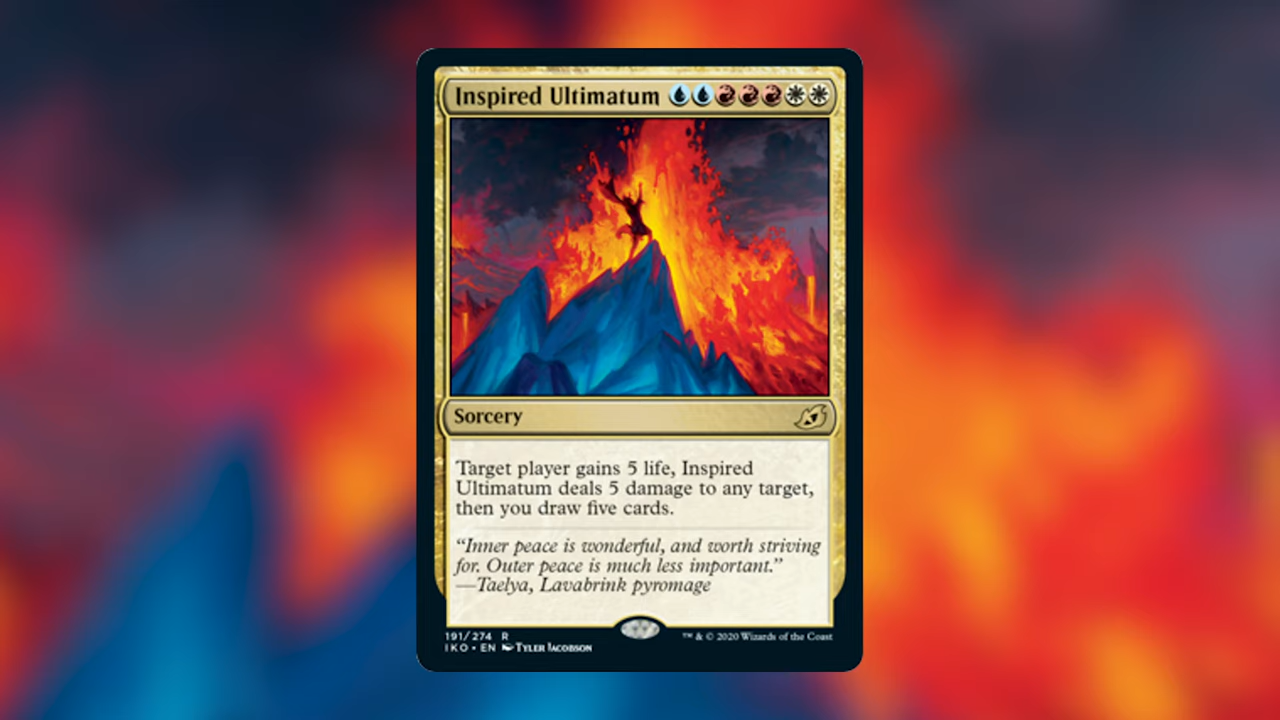 Inspired Ultimatum
Sorcery
Target player gains 5 life, Inspired
Ultimatum deals 5 damage to any target,
then you draw five cards.
“Inner peace is wonderful, and worth striving
for. Outer peace is much less important.”
—Taelya, Lavabrink pyromage
191/274 R
IKO • EN Tyler Jacobson
™ & © 2020 Wizards of the Coast